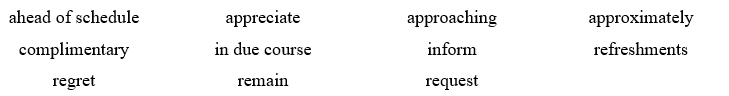 ahead of schedule appreciate approaching approximately
complimentary in due course inform refreshments
regret remain request